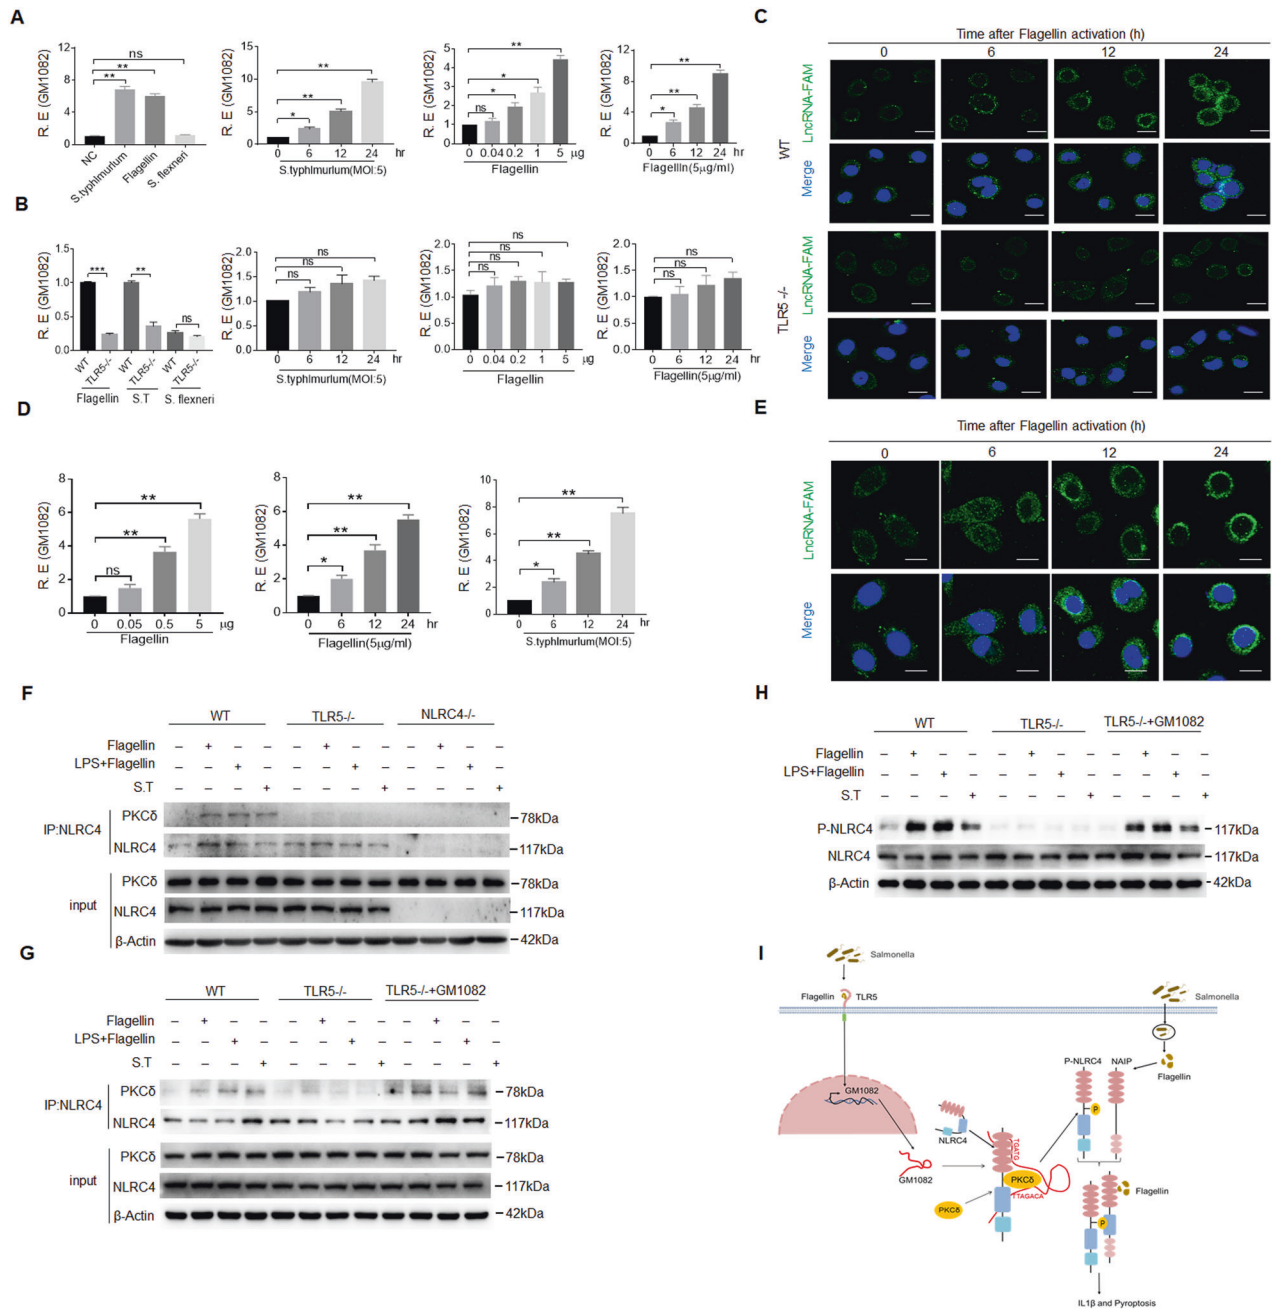 A
R. E (GM1082)
12
8
4
0
ns
**
**
NC
S.typhImurIum
Flagellin
S. flexneri
R. E (GM1082)
15
10
5
0
**
**
*
0 6 12 24 hr
S.typhImurIum(MOI:5)
R. E (GM1082)
5
4
3
2
1
0
**
*
*
ns
0 0.04 0.2 1 5 μg
Flagellin
R. E (GM1082)
12
8
4
0
**
**
*
0 6 12 24 hr
Flagellin(5μg/ml)
B
R. E (GM1082)
1.5
1.0
0.5
0.0
*** ** ns
WT TLR5-/- WT TLR5-/- WT TLR5-/-
Flagellin S.T S. flexneri
R. E (GM1082)
2.0
1.5
1.0
0.5
0.0
ns
ns
ns
0 6 12 24 hr
S.typhImurIum(MOI:5)
R. E (GM1082)
2.0
1.5
1.0
0.5
0.0
ns
ns
ns
ns
0 0.04 0.2 1 5 μg
Flagellin
R. E (GM1082)
2.0
1.5
1.0
0.5
0.0
ns
ns
ns
0 6 12 24 hr
Flagellin(5μg/ml)
C
Time after Flagellin activation (h)
0 6 12 24
WT
LncRNA-FAM
Merge
TLR5 -/-
LncRNA-FAM
Merge
D
R. E (GM1082)
8
6
4
2
0
**
**
ns
0 0.05 0.5 5 μg
Flagellin
R. E (GM1082)
8
6
4
2
0
**
**
*
0 6 12 24 hr
Flagellin(5μg/ml)
R. E (GM1082)
10
8
6
4
2
0
**
**
*
0 6 12 24 hr
S.typhImurIum(MOI:5)
E
Time after Flagellin activation (h)
0 6 12 24
LncRNA-FAM
Merge
F
WT TLR5-/- NLRC4-/-
Flagellin – + – – – + – – – + – –
LPS+Flagellin – – + – – – + – – – + –
S.T – – – + – – – + – – – +
IP:NLRC4
PKCδ –78kDa
NLRC4 –117kDa
input
PKCδ –78kDa
NLRC4 –117kDa
β-Actin –42kDa
G
WT TLR5-/- TLR5-/-+GM1082
Flagellin – + – – – + – – – + – –
LPS+Flagellin – – + – – – + – – – + –
S.T – – – + – – – + – – – +
IP:NLRC4
PKCδ –78kDa
NLRC4 –117kDa
input
PKCδ –78kDa
NLRC4 –117kDa
β-Actin –42kDa
H
WT TLR5-/- TLR5-/-+GM1082
Flagellin – + – – – + – – – + – –
LPS+Flagellin – – + – – – + – – – + –
S.T – – – + – – – + – – – +
P-NLRC4 –117kDa
NLRC4 –117kDa
β-Actin –42kDa
I
Salmonella
Flagellin TLR5
Salmonella
P-NLRC4 NAIP
Flagellin
GM1082
P
NLRC4
TGATG
GM1082
PKCδ
TTAGACA
PKCδ
Flagellin
P
IL1β and Pyroptosis